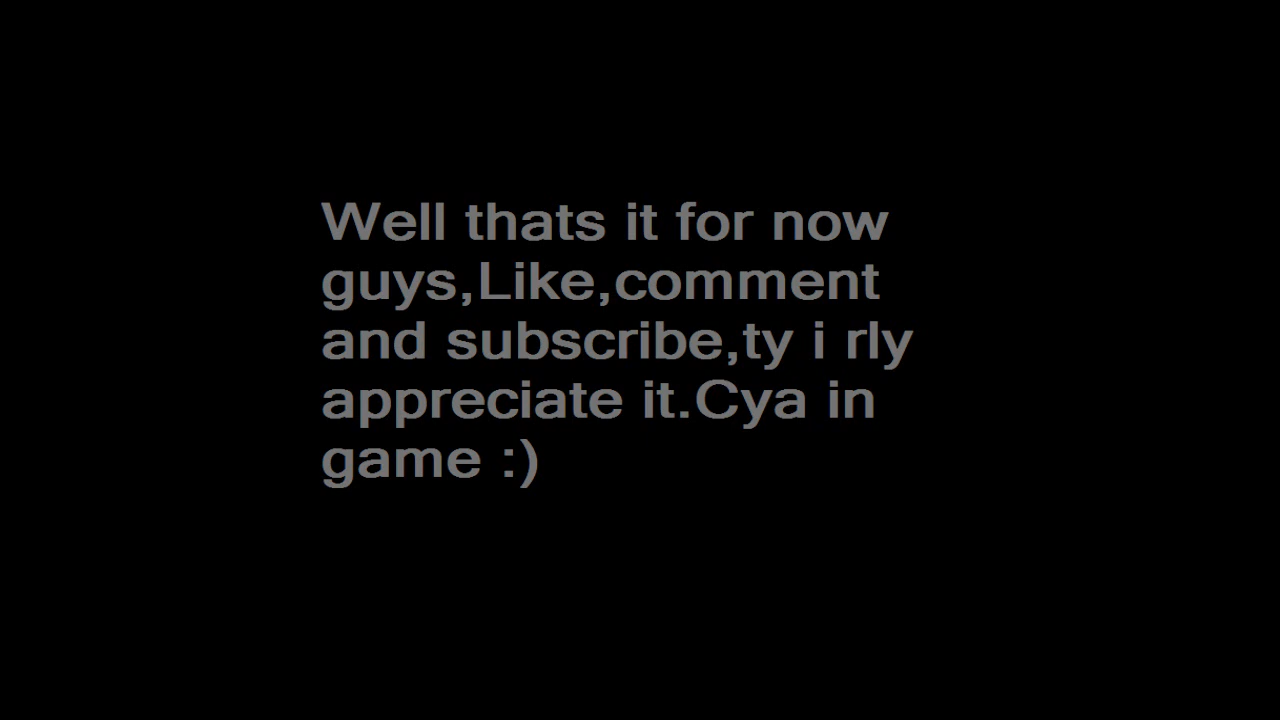 Well thats it for now
guys,Like,comment
and subscribe,ty i rly
appreciate it.Cya in
game :)